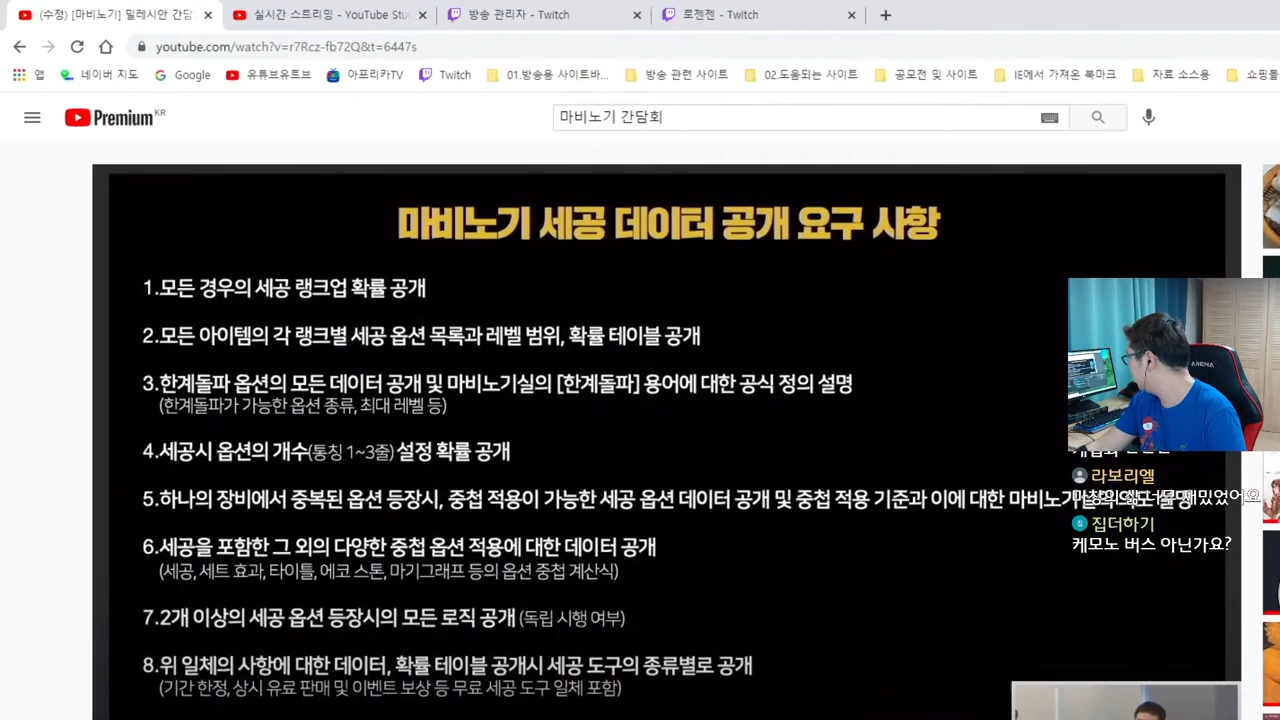 (수정) [마비노기] 밀레시안 간담
실시간 스트리밍 - YouTube Stu
방송 관리자 - Twitch
로젠젠 - Twitch
youtube.com/watch?v=r7Rcz-fb72Q&t=6447s
앱
네이버 지도
Google
유튜브유트브
아프리카TV
Twitch
01.방송용 사이트바...
방송 관련 사이트
02.도움되는 사이트
공모전 및 사이트
IE에서 가져온 북마크
자료 소스용
쇼핑몰
Premium KR
마비노기 간담회
마비노기 세공 데이터 공개 요구 사항
1.모든 경우의 세공 랭크업 확률 공개
2.모든 아이템의 각 랭크별 세공 옵션 목록과 레벨 범위, 확률 테이블 공개
3.한계돌파 옵션의 모든 데이터 공개 및 마비노기실의 [한계돌파] 용어에 대한 공식 정의 설명
(한계돌파가 가능한 옵션 종류, 최대 레벨 등)
4.세공시 옵션의 개수(통칭 1~3줄) 설정 확률 공개
5.하나의 장비에서 중복된 옵션 등장시, 중첩 적용이 가능한 세공 옵션 데이터 공개 및 중첩 적용 기준과 이에 대한 마비노기실의 의도 설명
6.세공을 포함한 그 외의 다양한 중첩 옵션 적용에 대한 데이터 공개
(세공, 세트 효과, 타이틀, 에코 스톤, 마기그래프 등의 옵션 중첩 계산식)
7.2개 이상의 세공 옵션 등장시의 모든 로직 공개 (독립 시행 여부)
8.위 일체의 사항에 대한 데이터, 확률 테이블 공개시 세공 도구의 종류별로 공개
(기간 한정, 상시 유료 판매 및 이벤트 보상 등 무료 세공 도구 일체 포함)
ARENA
라보리엘
재밌었어요
집더하기
케모노 버스 아닌가요?